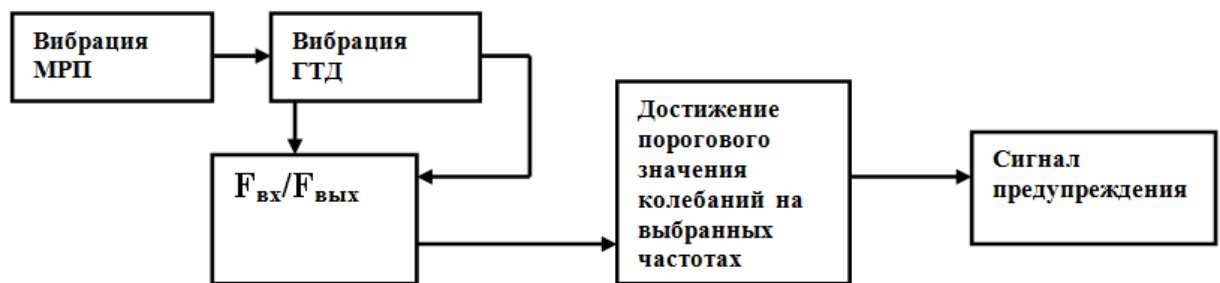 Вибрация
МРП
Вибрация
ГТД
Fвх/Fвых
Достижение
порогового
значения
колебаний на
выбранных
частотах
Сигнал
предупреждения